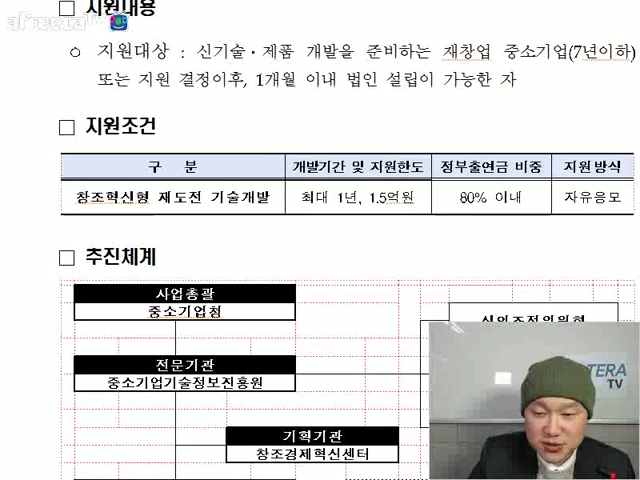 afreecaTV
□ 지원내용
○ 지원대상 : 신기술·제품 개발을 준비하는 재창업 중소기업(7년이하)
또는 지원 결정이후, 1개월 이내 법인 설립이 가능한 자
□ 지원조건
구 분 개발기간 및 지원한도 정부출연금 비중 지원방식
창조혁신형 재도전 기술개발 최대 1년, 1.5억원 80% 이내 자유응모
□ 추진체계
사업총괄
중소기업청
전문기관
중소기업기술정보진흥원
기획기관
창조경제혁신센터
TERA
TV